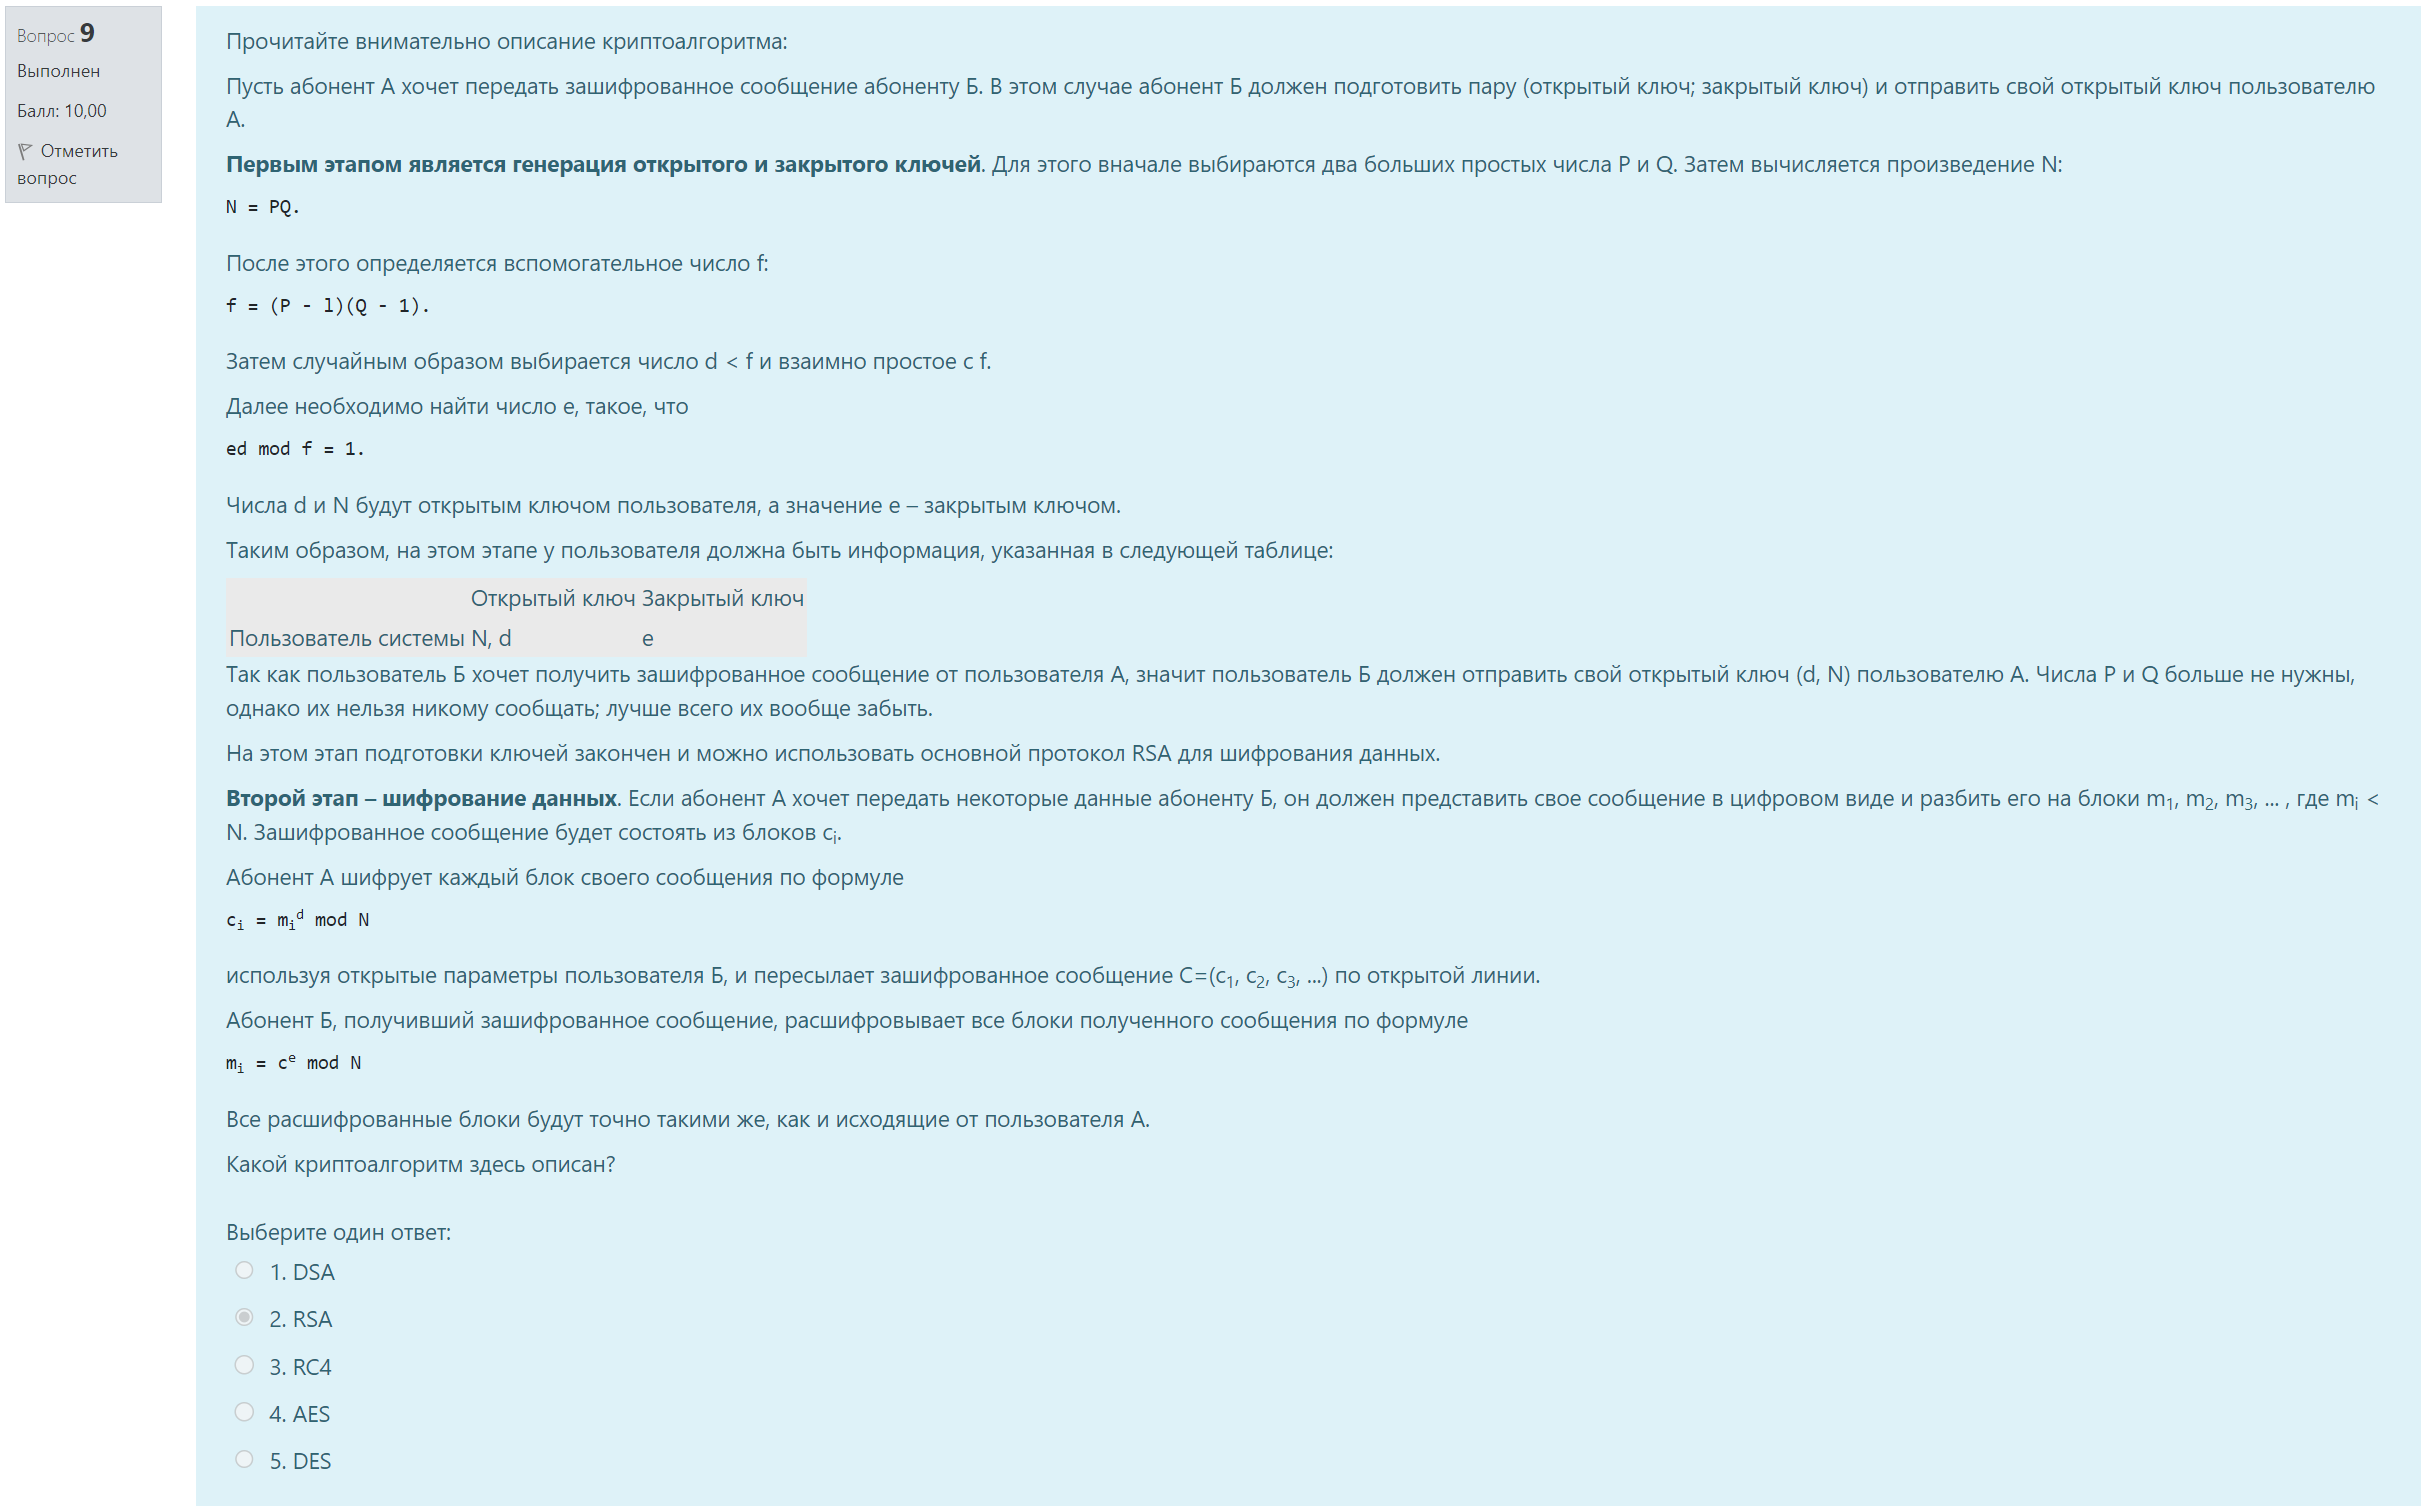 Вопрос 9
Выполнен
Балл: 10,00
Отметить
вопрос
Прочитайте внимательно описание криптоалгоритма:
Пусть абонент А хочет передать зашифрованное сообщение абоненту Б. В этом случае абонент Б должен подготовить пару (открытый ключ; закрытый ключ) и отправить свой открытый ключ пользователю
А.
Первым этапом является генерация открытого и закрытого ключей. Для этого вначале выбираются два больших простых числа P и Q. Затем вычисляется произведение N:
N = PQ.
После этого определяется вспомогательное число f:
f = (P - l)(Q - 1).
Затем случайным образом выбирается число d < f и взаимно простое с f.
Далее необходимо найти число e, такое, что
ed mod f = 1.
Числа d и N будут открытым ключом пользователя, а значение e – закрытым ключом.
Таким образом, на этом этапе у пользователя должна быть информация, указанная в следующей таблице:
Открытый ключ Закрытый ключ
Пользователь системы N, d e
Так как пользователь Б хочет получить зашифрованное сообщение от пользователя А, значит пользователь Б должен отправить свой открытый ключ (d, N) пользователю А. Числа P и Q больше не нужны,
однако их нельзя никому сообщать; лучше всего их вообще забыть.
На этом этап подготовки ключей закончен и можно использовать основной протокол RSA для шифрования данных.
Второй этап – шифрование данных. Если абонент А хочет передать некоторые данные абоненту Б, он должен представить свое сообщение в цифровом виде и разбить его на блоки m₁, m₂, m₃, ... , где mᵢ <
N. Зашифрованное сообщение будет состоять из блоков cᵢ.
Абонент А шифрует каждый блок своего сообщения по формуле
cᵢ = mᵢᵈ mod N
используя открытые параметры пользователя Б, и пересылает зашифрованное сообщение С=(c₁, c₂, c₃, ...) по открытой линии.
Абонент Б, получивший зашифрованное сообщение, расшифровывает все блоки полученного сообщения по формуле
mᵢ = cᵉ mod N
Все расшифрованные блоки будут точно такими же, как и исходящие от пользователя А.
Какой криптоалгоритм здесь описан?
Выберите один ответ:
1. DSA
2. RSA
3. RC4
4. AES
5. DES